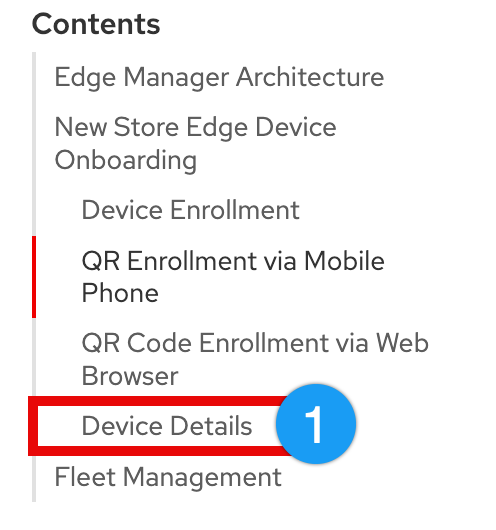 Contents
Edge Manager Architecture
New Store Edge Device
Onboarding
Device Enrollment
QR Enrollment via Mobile
Phone
QR Code Enrollment via Web
Browser
Device Details
1
Fleet Management